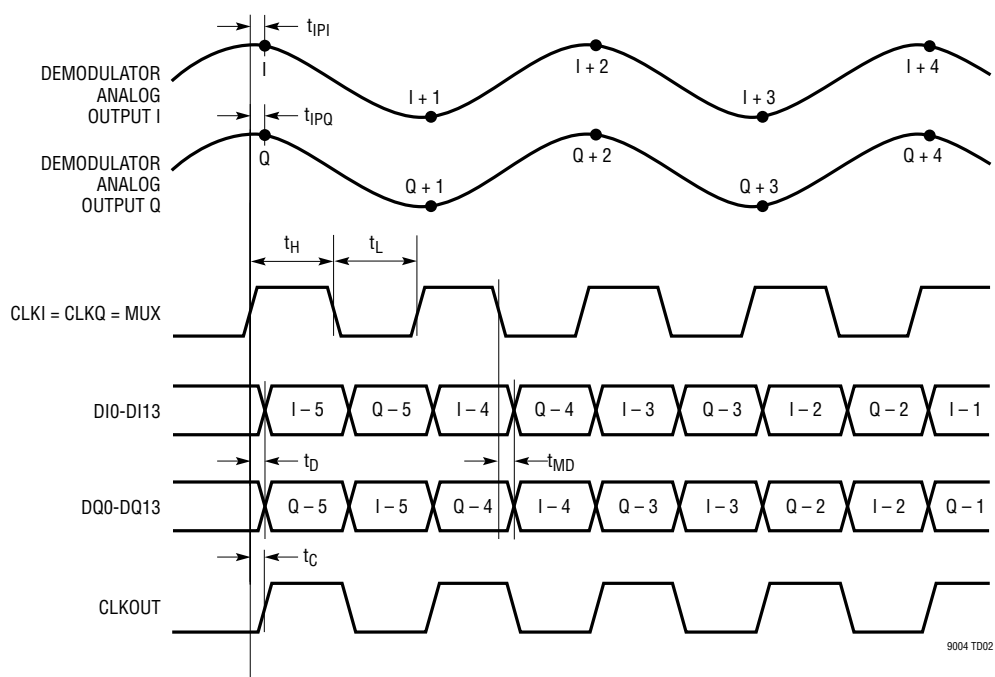 tIPI
DEMODULATOR
ANALOG
OUTPUT I
I
I + 1
I + 2
I + 3
I + 4
tIPQ
DEMODULATOR
ANALOG
OUTPUT Q
Q
Q + 1
Q + 2
Q + 3
Q + 4
tH
tL
CLKI = CLKQ = MUX
DI0-DI13
I – 5
Q – 5
I – 4
Q – 4
I – 3
Q – 3
I – 2
Q – 2
I – 1
tD
tMD
DQ0-DQ13
Q – 5
I – 5
Q – 4
I – 4
Q – 3
I – 3
Q – 2
I – 2
Q – 1
tC
CLKOUT
9004 TD02